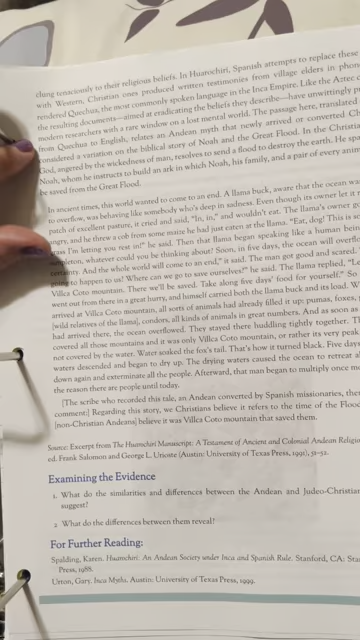 clung tenaciously to their religious beliefs. In Huarochirí, Spanish attempts to replace these
with Western, Christian ones produced written testimonies from village elders in
rendered Quechua, the most commonly spoken language in the Inca Empire. Like the Aztec
the resulting documents—aimed at eradicating the beliefs they describe—have unwittingly
modern researchers with a rare window on a lost mental world. The passage here, translated
from Quechua to English, relates an Andean myth that newly arrived or converted
considered a variation on the biblical story of Noah and the Great Flood. In the
God, angered by the wickedness of man, resolves to send a flood to destroy the earth. He
Noah, whom he instructs to build an ark in which Noah, his family, and a pair of every
be saved from the Great Flood.
In ancient times, this world wanted to come to an end. A llama buck, aware that the ocean was
to overflow, was behaving like somebody who's deep in sadness. Even though its owner let it
patch of excellent pasture, it cried and said, "In, in," and wouldn't eat. The llama's owner
angry, and he threw a cob from some maize he had just eaten at the llama. "Eat, dog! This is
grass I'm letting you rest in!" he said. Then that llama began speaking like a human
simpleton, whatever could you be thinking about? Soon, in five days, the ocean will
certainty. And the whole world will come to an end," it said. The man got good and
going to happen to us? Where can we go to save ourselves?" he said. The llama replied,
Villca Coto mountain. There we'll be saved. Take along five days' food for yourself." So
went out from there in a great hurry, and himself carried both the llama buck and its load.
arrived at Villca Coto mountain, all sorts of animals had already filled it up: pumas, foxes,
[wild relatives of the llama], condors, all kinds of animals in great numbers. And as soon as
had arrived there, the ocean overflowed. They stayed there huddling tightly together.
covered all those mountains and it was only Villca Coto mountain, or rather its very peak,
not covered by the water. Water soaked the fox's tail. That's how it turned black. Five days
waters descended and began to dry up. The drying waters caused the ocean to retreat
down again and exterminate all the people. Afterward, that man began to multiply once
the reason there are people until today.
[The scribe who recorded this tale, an Andean converted by Spanish missionaries,
comment:] Regarding this story, we Christians believe it refers to the time of the
[non-Christian Andeans] believe it was Villca Coto mountain that saved them.
Source: Excerpt from The Huarochirí Manuscript: A Testament of Ancient and Colonial Andean
ed. Frank Salomon and George L. Urioste (Austin: University of Texas Press, 1991), 51–52.
Examining the Evidence
1. What do the similarities and differences between the Andean and Judeo-Christian
suggest?
2. What do the differences between them reveal?
For Further Reading:
Spalding, Karen. Huarochirí: An Andean Society under Inca and Spanish Rule. Stanford, CA:
Press, 1988.
Urton, Gary. Inca Myths. Austin: University of Texas Press, 1999.